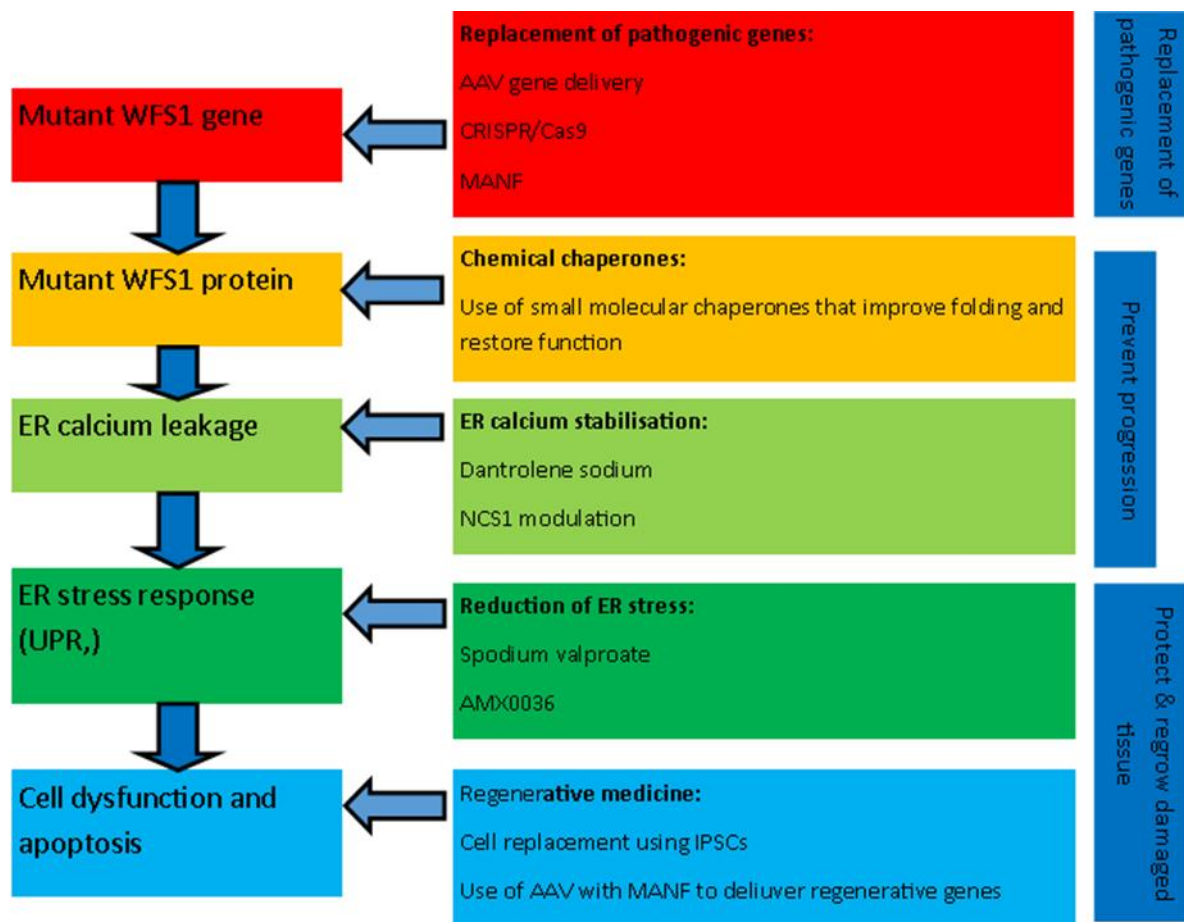 Replacement of pathogenic genes:
AAV gene delivery
CRISPR/Cas9
MANF
Mutant WFS1 gene
Replacement of
pathogenic genes
Chemical chaperones:
Use of small molecular chaperones that improve folding and
restore function
Mutant WFS1 protein
Prevent progression
ER calcium leakage
ER calcium stabilisation:
Dantrolene sodium
NCS1 modulation
ER stress response
(UPR,)
Reduction of ER stress:
Spodium valproate
AMX0036
Protect & regrow damaged
tissue
Cell dysfunction and
apoptosis
Regenerative medicine:
Cell replacement using IPSCs
Use of AAV with MANF to deliuver regenerative genes